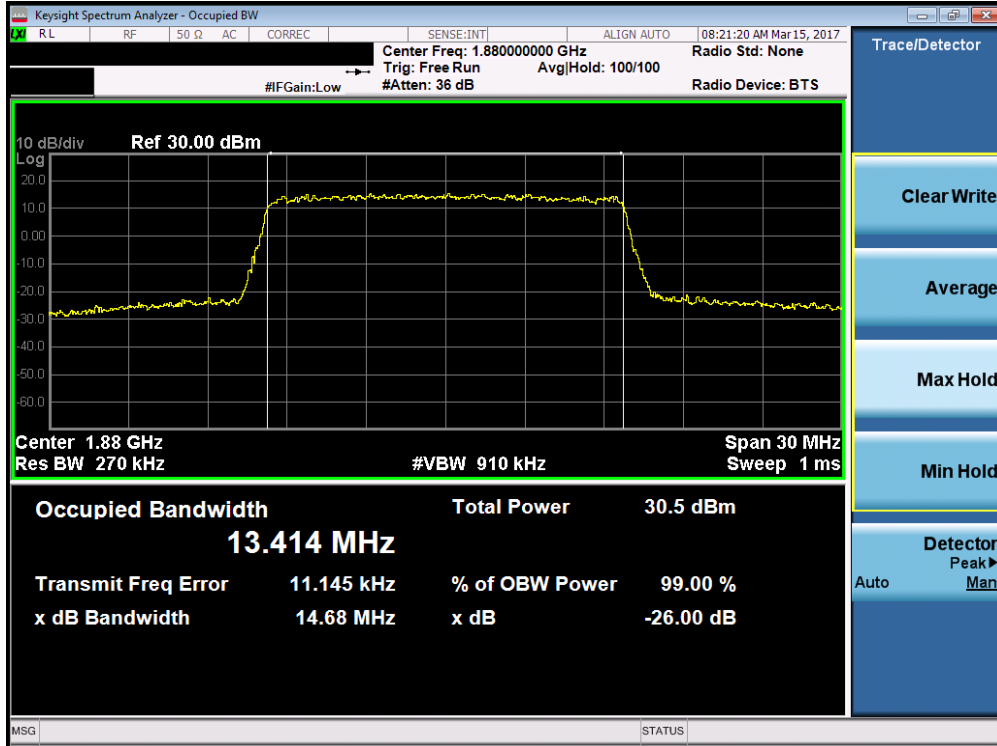 Keysight Spectrum Analyzer - Occupied BW
LXI RL RF 50 Ω AC CORREC SENSE:INT ALIGN AUTO 08:21:20 AM Mar 15, 2017
Center Freq: 1.880000000 GHz Radio Std: None
Trig: Free Run Avg|Hold: 100/100
#IFGain:Low #Atten: 36 dB Radio Device: BTS
Trace/Detector
10 dB/div Ref 30.00 dBm
Log
20.0
10.0
0.00
-10.0
-20.0
-30.0
-40.0
-50.0
-60.0
Center 1.88 GHz Span 30 MHz
Res BW 270 kHz #VBW 910 kHz Sweep 1 ms
Occupied Bandwidth Total Power 30.5 dBm
13.414 MHz
Transmit Freq Error 11.145 kHz % of OBW Power 99.00 %
x dB Bandwidth 14.68 MHz x dB -26.00 dB
Clear Write
Average
Max Hold
Min Hold
Detector
Peak▶
Auto Man
MSG STATUS